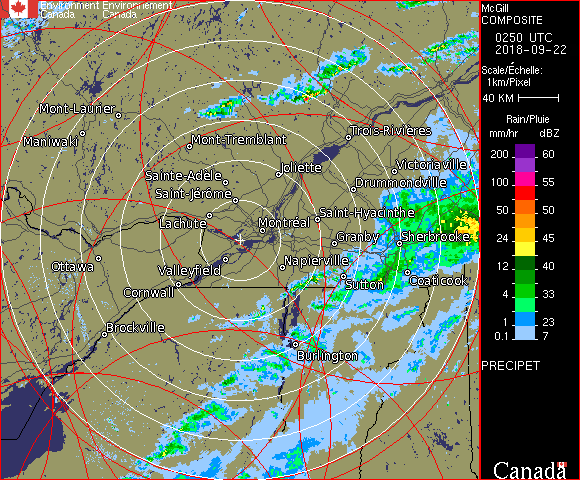 Environment Environnement
Canada Canada
McGill
COMPOSITE
0250 UTC
2018-09-22
Scale/Échelle:
1km/Pixel
40 KM
Rain/Pluie
mm/hr dBZ
200 60
100 55
50 50
24 45
12 40
4 33
1 23
0.1 7
PRECIPET
Canada
Mont-Laurier
Maniwaki
Mont-Tremblant
Trois-Rivières
Sainte-Adèle
Joliette
Victoriaville
Saint-Jérôme
Drummondville
Lachute
Montréal
Saint-Hyacinthe
Granby
Sherbrooke
Ottawa
Valleyfield
Napierville
Cornwall
Sutton
Coaticook
Brockville
Burlington